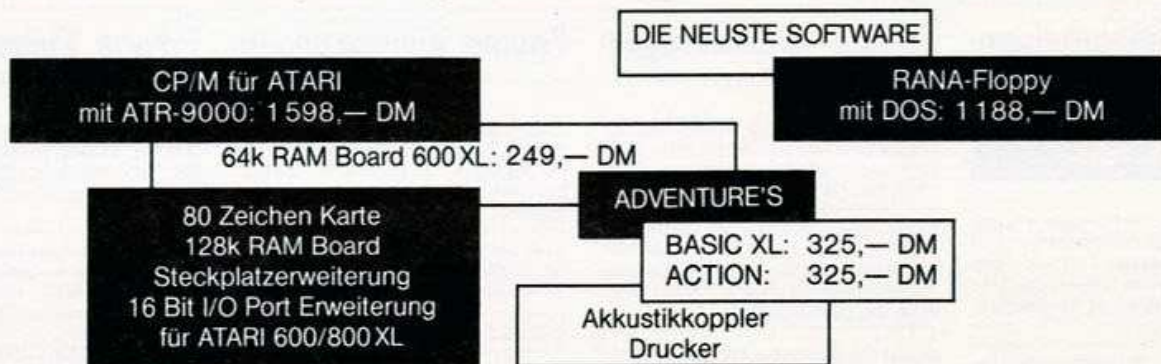 DIE NEUSTE SOFTWARE
CP/M für ATARI
mit ATR-9000: 1598,— DM
RANA-Floppy
mit DOS: 1188,— DM
64k RAM Board 600XL: 249,— DM
80 Zeichen Karte
128k RAM Board
Steckplatzerweiterung
16 Bit I/O Port Erweiterung
für ATARI 600/800XL
ADVENTURE'S
BASIC XL: 325,— DM
ACTION: 325,— DM
Akkustikkoppler
Drucker